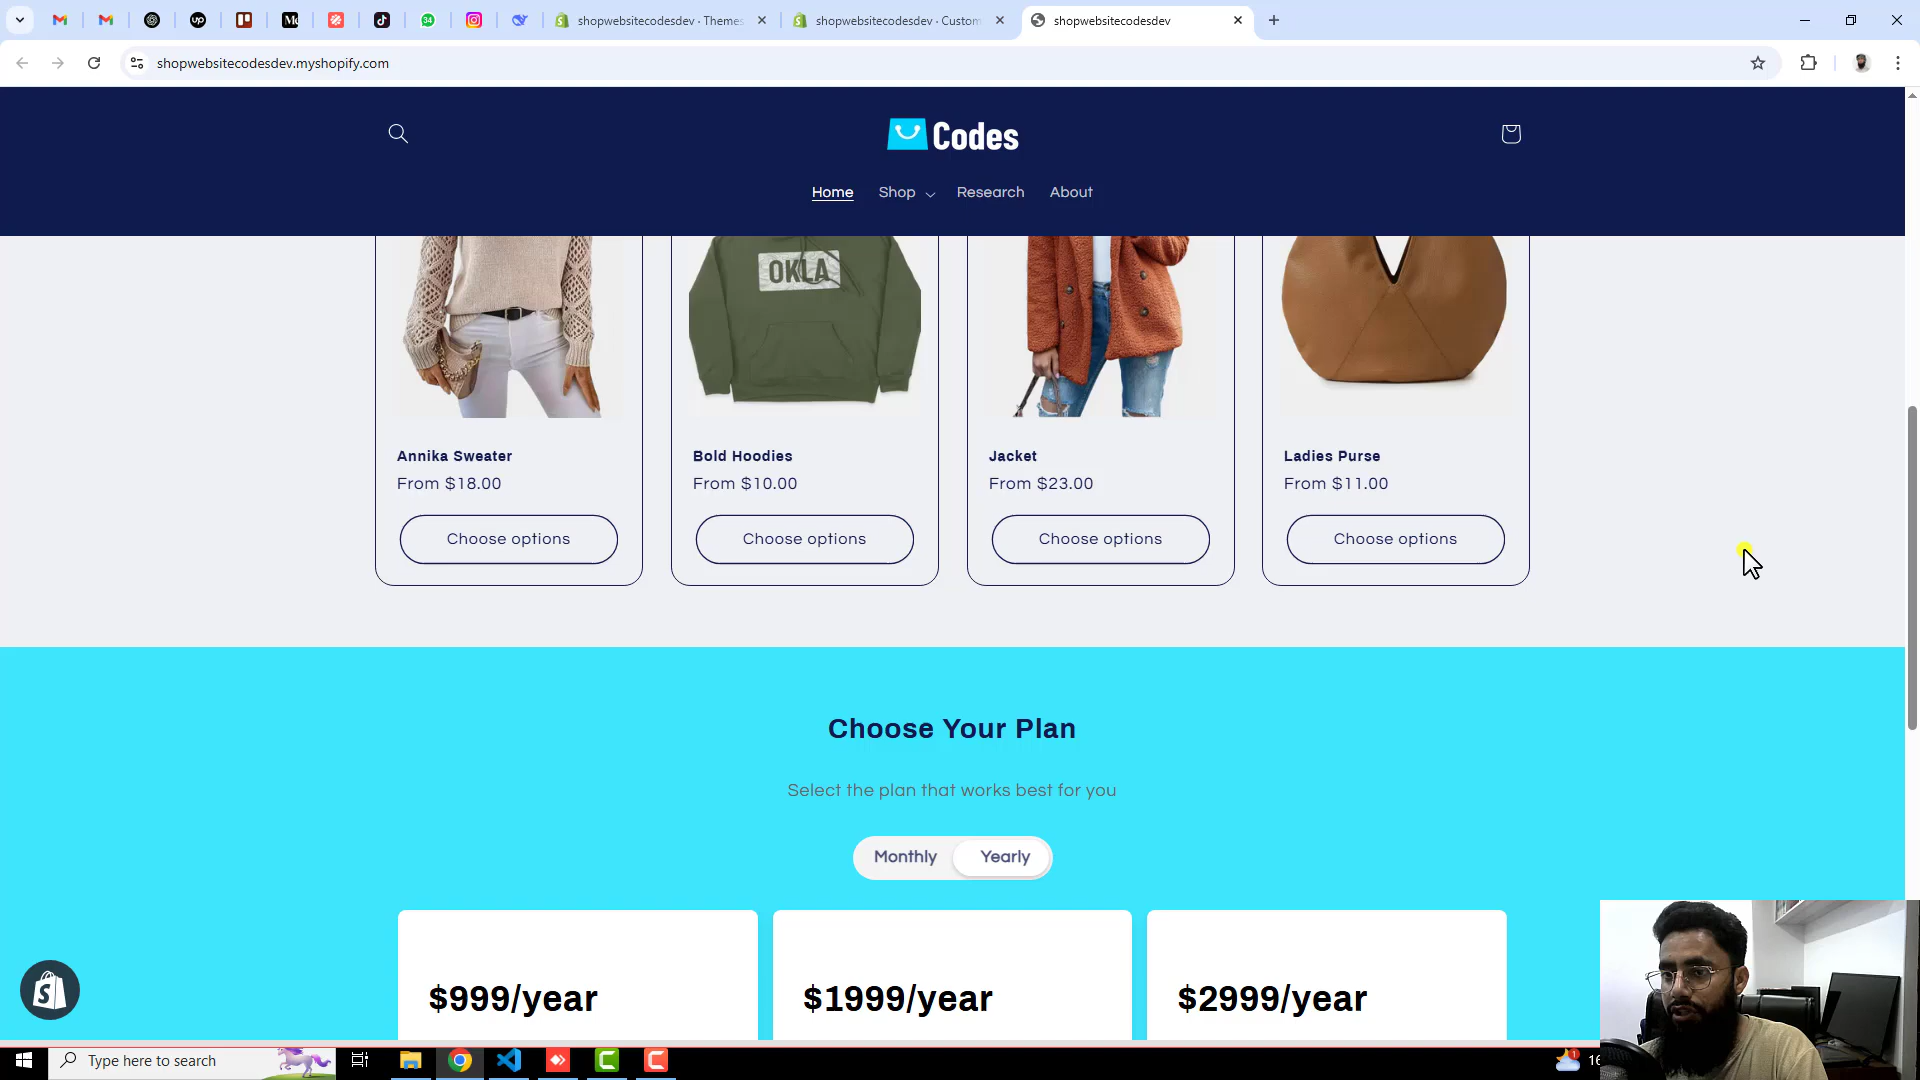 34
shopwebsitecodesdev · Themes
shopwebsitecodesdev · Custom
shopwebsitecodesdev
shopwebsitecodesdev.myshopify.com
Codes
Home
Shop
Research
About
OKLA
Annika Sweater
Bold Hoodies
Jacket
Ladies Purse
From $18.00
From $10.00
From $23.00
From $11.00
Choose options
Choose options
Choose options
Choose options
Choose Your Plan
Select the plan that works best for you
Monthly
Yearly
$999/year
$1999/year
$2999/year
Type here to search